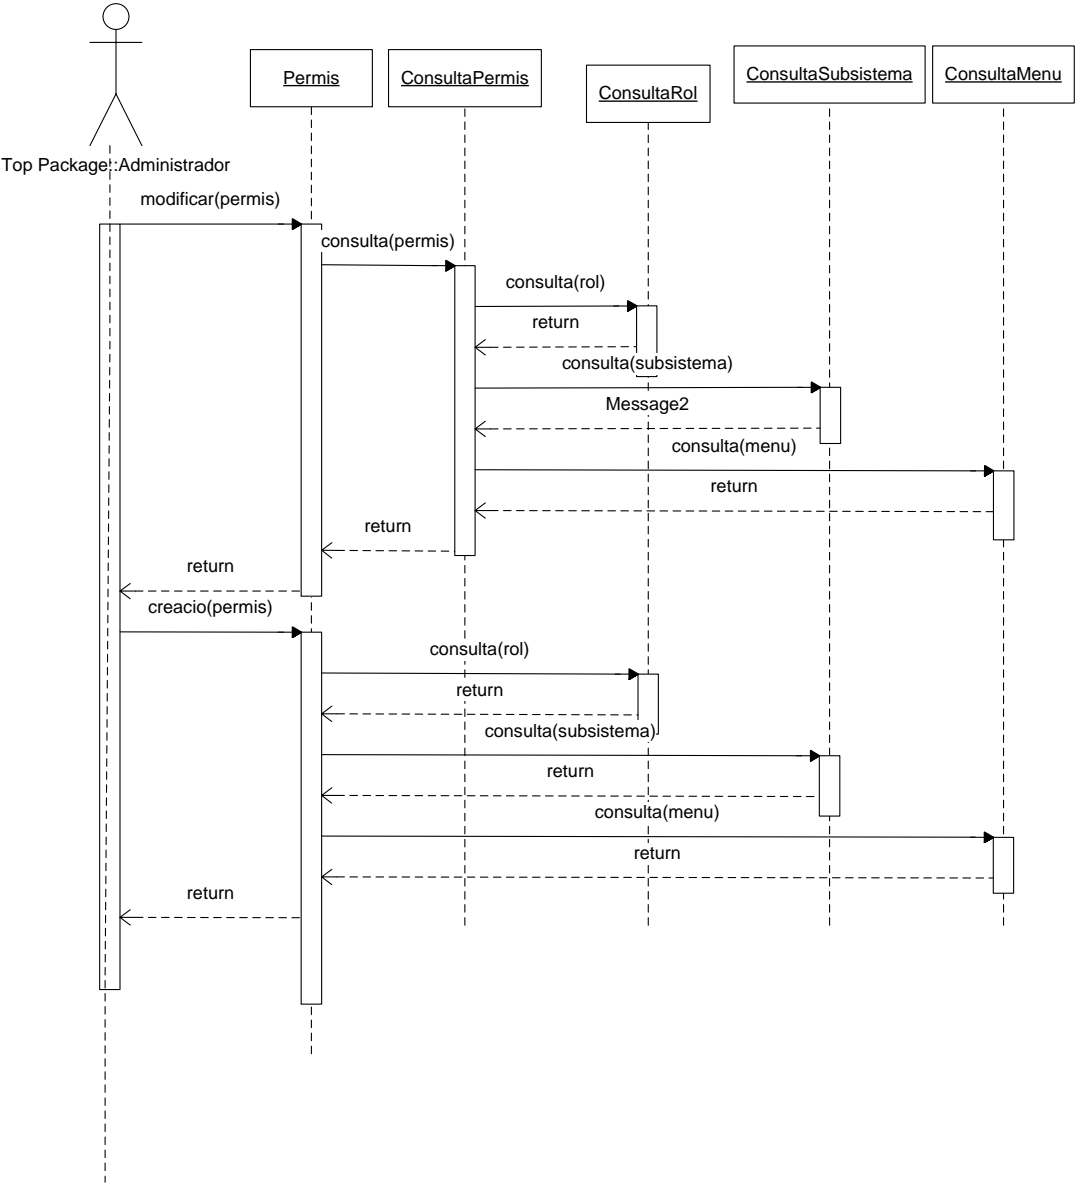 Permis
ConsultaPermis
ConsultaRol
ConsultaSubsistema
ConsultaMenu
Top Package::Administrador
modificar(permis)
consulta(permis)
consulta(rol)
return
consulta(subsistema)
Message2
consulta(menu)
return
return
return
creacio(permis)
consulta(rol)
return
consulta(subsistema)
return
consulta(menu)
return
return